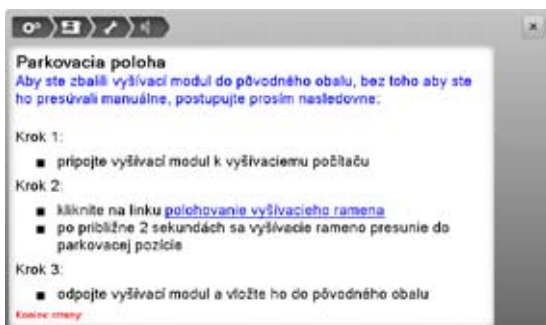 Parkovacia poloha
Aby ste zbalili vyšívací modul do pôvodného obalu, bez toho aby ste
ho presúvali manuálne, postupujte prosím nasledovne:
Krok 1:
pripojte vyšívací modul k vyšívaciemu počítaču
Krok 2:
kliknite na linku polohovanie vyšívacieho ramena
po približne 2 sekundách sa vyšívacie rameno presunie do
parkovacej pozície
Krok 3:
odpojte vyšívací modul a vložte ho do pôvodného obalu
Koniec strany